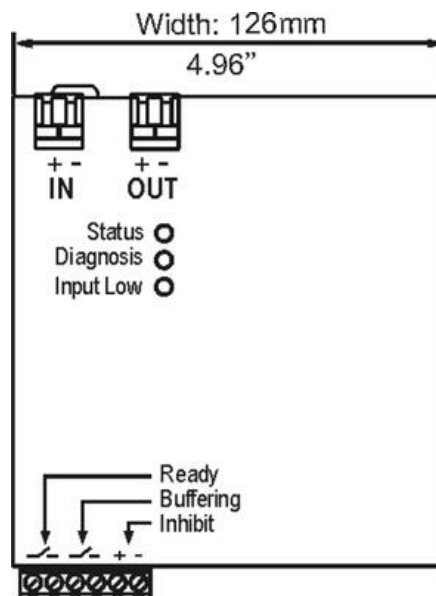 Width: 126mm
4.96”
+ - + -
IN OUT
Status
Diagnosis
Input Low
Ready
Buffering
Inhibit
+ -